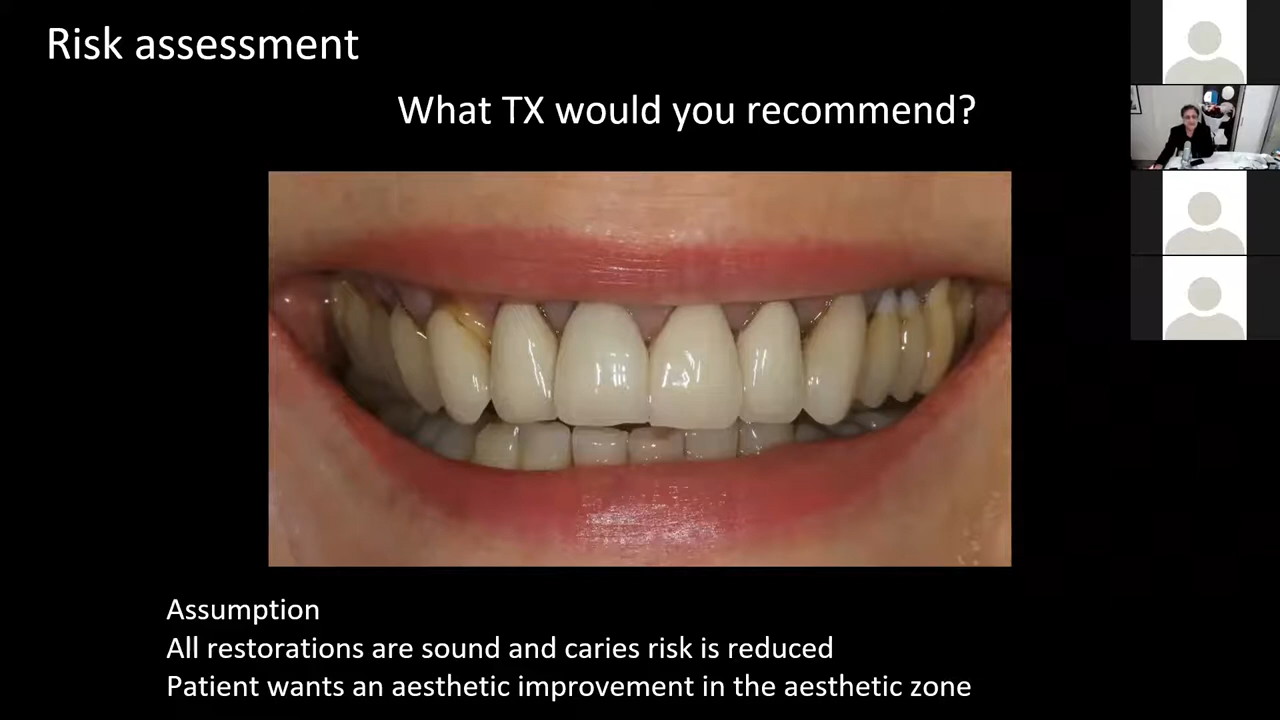 Risk assessment
What TX would you recommend?
Assumption
All restorations are sound and caries risk is reduced
Patient wants an aesthetic improvement in the aesthetic zone